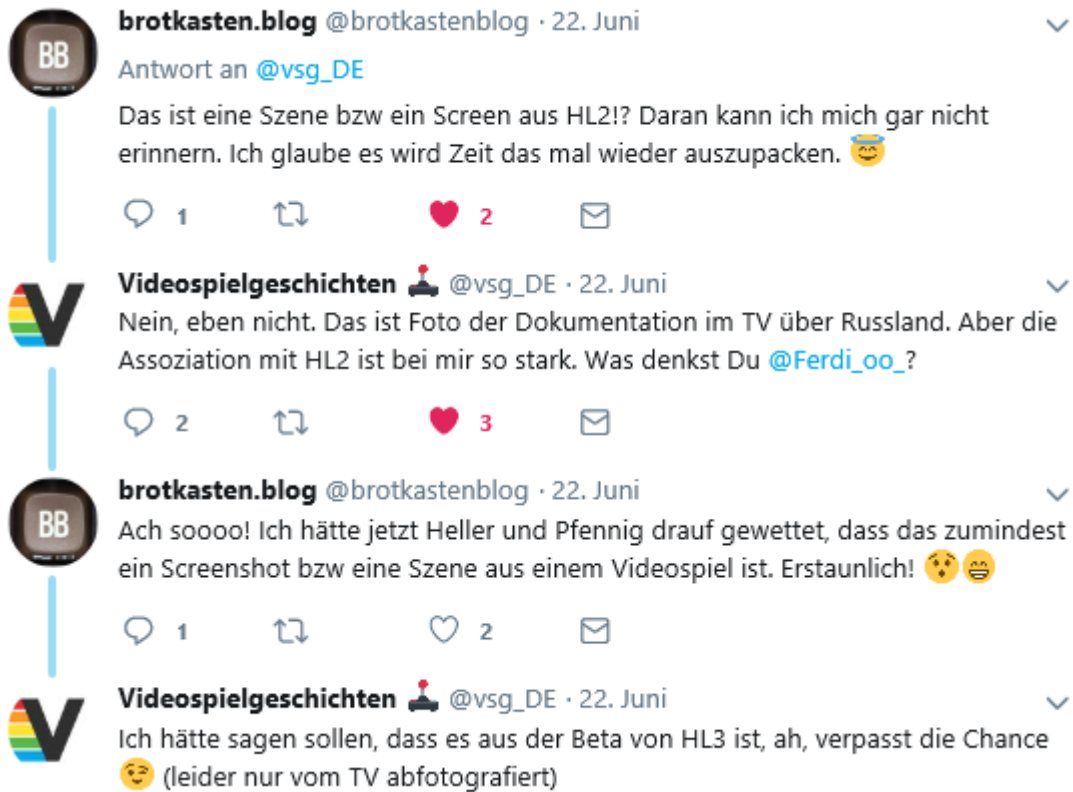 BB
brotkasten.blog @brotkastenblog · 22. Juni
Antwort an @vsg_DE
Das ist eine Szene bzw ein Screen aus HL2!? Daran kann ich mich gar nicht
erinnern. Ich glaube es wird Zeit das mal wieder auszupacken. 😇
1 2
V
Videospielgeschichten 🕹️ @vsg_DE · 22. Juni
Nein, eben nicht. Das ist Foto der Dokumentation im TV über Russland. Aber die
Assoziation mit HL2 ist bei mir so stark. Was denkst Du @Ferdi_oo_?
2 3
BB
brotkasten.blog @brotkastenblog · 22. Juni
Ach soooo! Ich hätte jetzt Heller und Pfennig drauf gewettet, dass das zumindest
ein Screenshot bzw eine Szene aus einem Videospiel ist. Erstaunlich! 😯😁
1 2
V
Videospielgeschichten 🕹️ @vsg_DE · 22. Juni
Ich hätte sagen sollen, dass es aus der Beta von HL3 ist, ah, verpasst die Chance
😉 (leider nur vom TV abfotografiert)